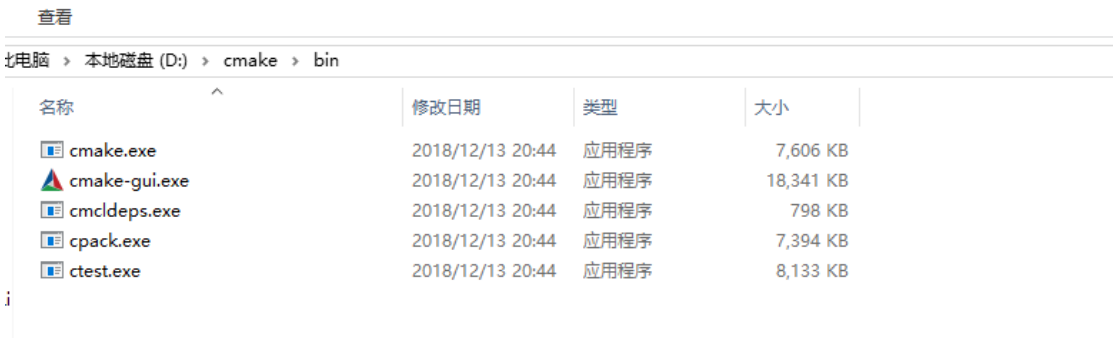 查看
此电脑 › 本地磁盘 (D:) › cmake › bin
名称 修改日期 类型 大小
cmake.exe 2018/12/13 20:44 应用程序 7,606 KB
cmake-gui.exe 2018/12/13 20:44 应用程序 18,341 KB
cmcldeps.exe 2018/12/13 20:44 应用程序 798 KB
cpack.exe 2018/12/13 20:44 应用程序 7,394 KB
ctest.exe 2018/12/13 20:44 应用程序 8,133 KB